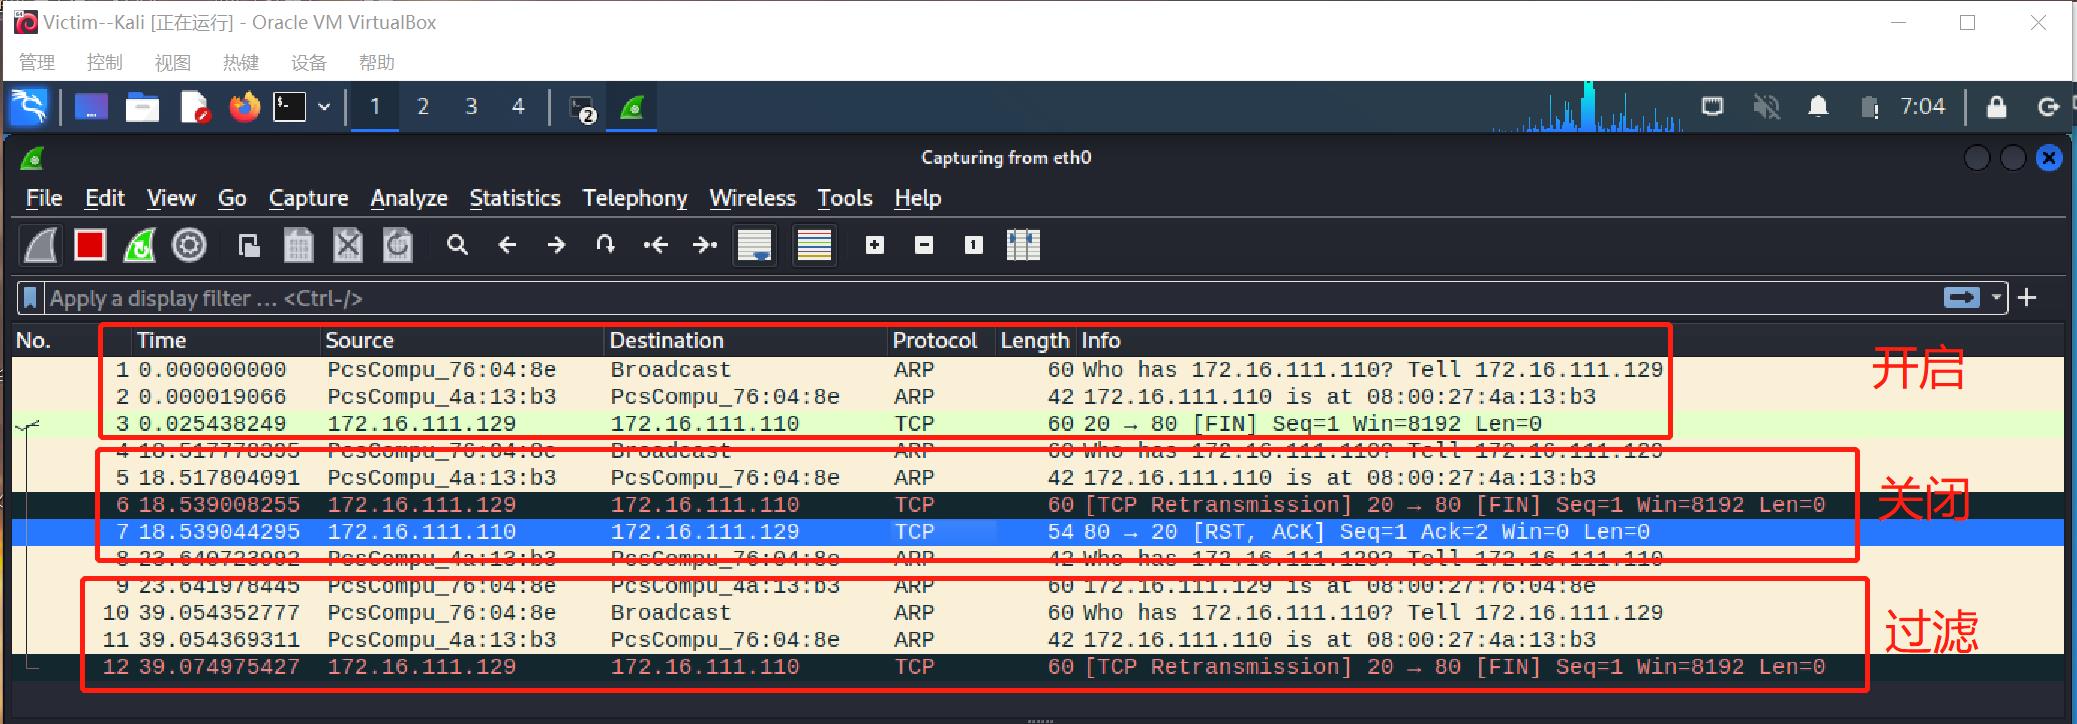 Victim--Kali [正在运行] - Oracle VM VirtualBox
管理 控制 视图 热键 设备 帮助
1 2 3 4 2 7:04
Capturing from eth0
File Edit View Go Capture Analyze Statistics Telephony Wireless Tools Help
Apply a display filter … <Ctrl-/>
No. Time Source Destination Protocol Length Info
1 0.000000000 PcsCompu_76:04:8e Broadcast ARP 60 Who has 172.16.111.110? Tell 172.16.111.129
开启
2 0.000019066 PcsCompu_4a:13:b3 PcsCompu_76:04:8e ARP 42 172.16.111.110 is at 08:00:27:4a:13:b3
3 0.025438249 172.16.111.129 172.16.111.110 TCP 60 20 → 80 [FIN] Seq=1 Win=8192 Len=0
4 18.517778395 PcsCompu_76:04:8e Broadcast ARP 60 Who has 172.16.111.110? Tell 172.16.111.129
5 18.517804091 PcsCompu_4a:13:b3 PcsCompu_76:04:8e ARP 42 172.16.111.110 is at 08:00:27:4a:13:b3
6 18.539008255 172.16.111.129 172.16.111.110 TCP 60 [TCP Retransmission] 20 → 80 [FIN] Seq=1 Win=8192 Len=0
关闭
7 18.539044295 172.16.111.110 172.16.111.129 TCP 54 80 → 20 [RST, ACK] Seq=1 Ack=2 Win=0 Len=0
8 23.640723992 PcsCompu_4a:13:b3 PcsCompu_76:04:8e ARP 42 Who has 172.16.111.129? Tell 172.16.111.110
9 23.641978445 PcsCompu_76:04:8e PcsCompu_4a:13:b3 ARP 60 172.16.111.129 is at 08:00:27:76:04:8e
10 39.054352777 PcsCompu_76:04:8e Broadcast ARP 60 Who has 172.16.111.110? Tell 172.16.111.129
过滤
11 39.054369311 PcsCompu_4a:13:b3 PcsCompu_76:04:8e ARP 42 172.16.111.110 is at 08:00:27:4a:13:b3
12 39.074975427 172.16.111.129 172.16.111.110 TCP 60 [TCP Retransmission] 20 → 80 [FIN] Seq=1 Win=8192 Len=0